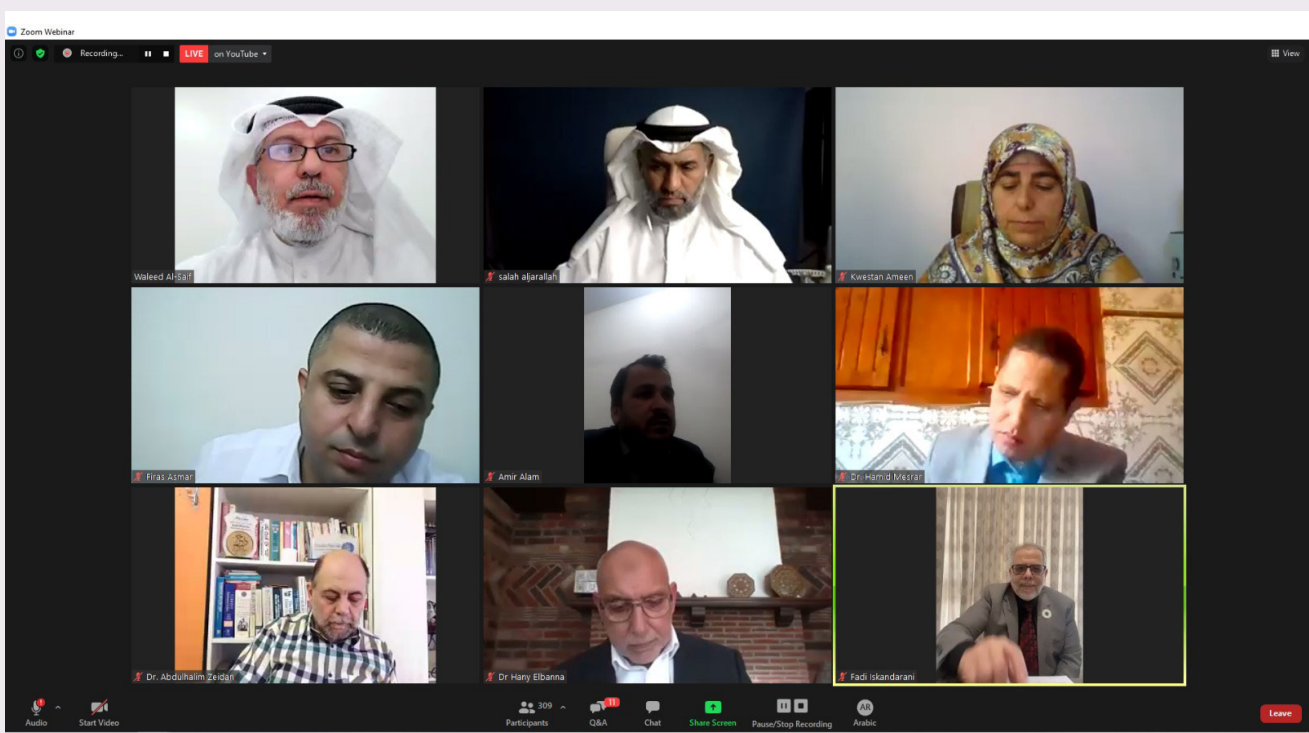 Zoom Webinar
Recording...
LIVE on YouTube
View
Waleed Al-Saif
salah aljarallah
Kwestan Ameen
Firas Asmar
Amir Alam
Dr. Hamid Mesrar
Dr. Abdulhalim Zeidan
Dr Hany Elbanna
Fadi Iskandarani
Audio
Start Video
309
Participants
11
Q&A
Chat
Share Screen
Pause/Stop Recording
AR
Arabic
Leave